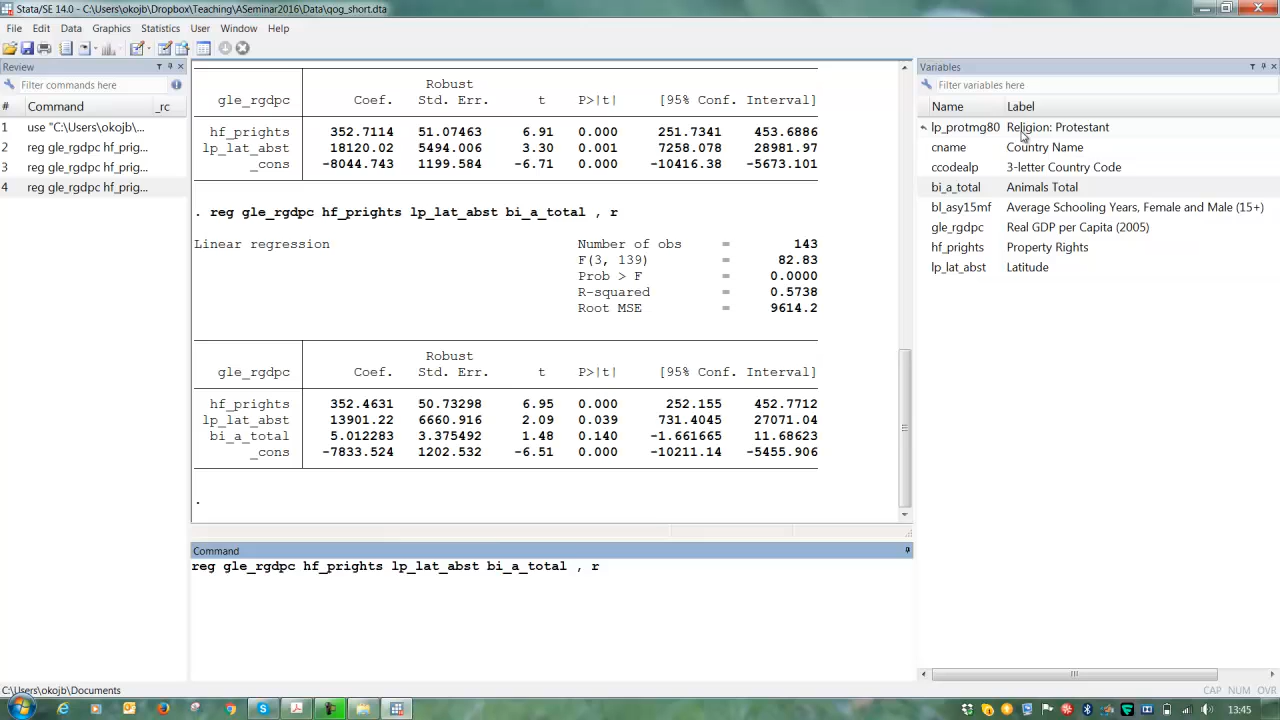 Stata/SE 14.0 - C:\Users\okojb\Dropbox\Teaching\ASeminar2016\Data\qog_short.dta
File Edit Data Graphics Statistics User Window Help
Review
Filter commands here
# Command _rc
1 use "C:\Users\okojb\...
2 reg gle_rgdpc hf_prig...
3 reg gle_rgdpc hf_prig...
4 reg gle_rgdpc hf_prig...
Robust
gle_rgdpc Coef. Std. Err. t P>|t| [95% Conf. Interval]
hf_prights 352.7114 51.07463 6.91 0.000 251.7341 453.6886
lp_lat_abst 18120.02 5494.006 3.30 0.001 7258.078 28981.97
_cons -8044.743 1199.584 -6.71 0.000 -10416.38 -5673.101
. reg gle_rgdpc hf_prights lp_lat_abst bi_a_total , r
Linear regression Number of obs = 143
F(3, 139) = 82.83
Prob > F = 0.0000
R-squared = 0.5738
Root MSE = 9614.2
Robust
gle_rgdpc Coef. Std. Err. t P>|t| [95% Conf. Interval]
hf_prights 352.4631 50.73298 6.95 0.000 252.155 452.7712
lp_lat_abst 13901.22 6660.916 2.09 0.039 731.4045 27071.04
bi_a_total 5.012283 3.375492 1.48 0.140 -1.661665 11.68623
_cons -7833.524 1202.532 -6.51 0.000 -10211.14 -5455.906
.
Command
reg gle_rgdpc hf_prights lp_lat_abst bi_a_total , r
Variables
Filter variables here
Name Label
lp_protmg80 Religion: Protestant
cname Country Name
ccodealp 3-letter Country Code
bi_a_total Animals Total
bl_asy15mf Average Schooling Years, Female and Male (15+)
gle_rgdpc Real GDP per Capita (2005)
hf_prights Property Rights
lp_lat_abst Latitude
C:\Users\okojb\Documents
CAP NUM OVR
13:45